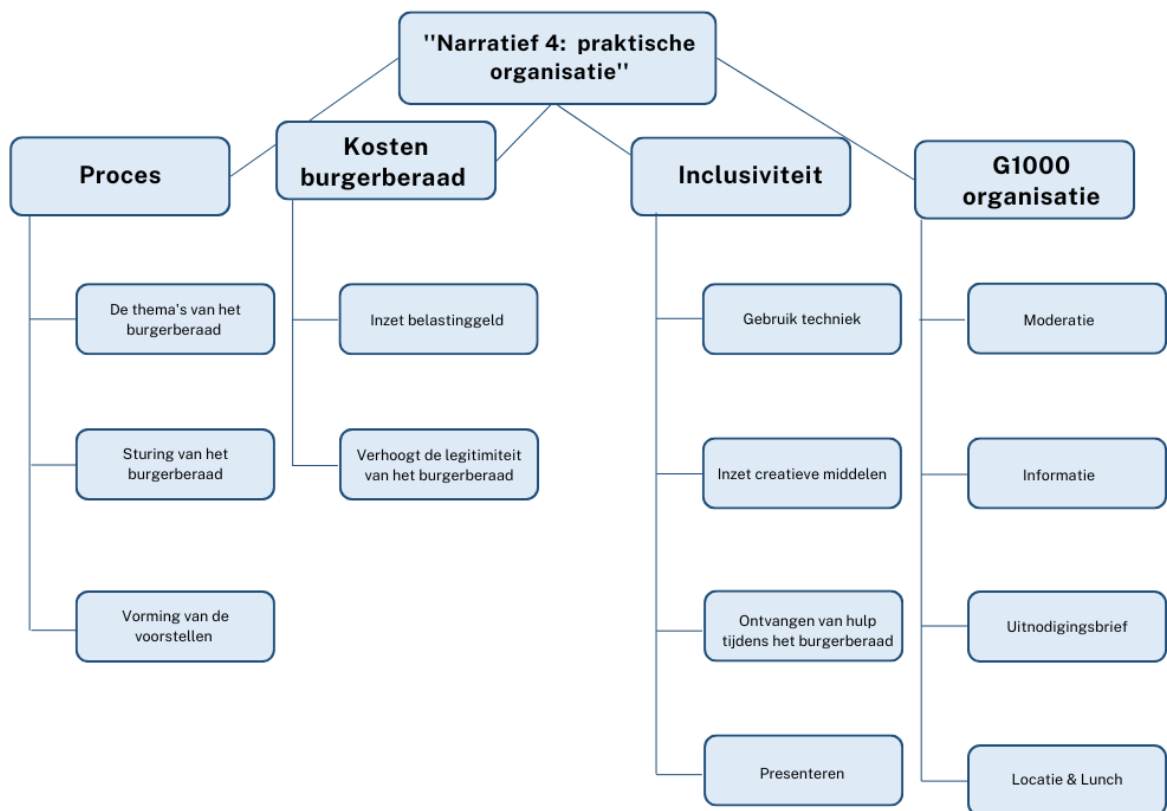 "Narratief 4:  praktische
organisatie"
Proces
De thema's van het
burgerberaad
Sturing van het
burgerberaad
Vorming van de
voorstellen
Kosten
burgerberaad
Inzet belastinggeld
Verhoogt de legitimiteit
van het burgerberaad
Inclusiviteit
Gebruik techniek
Inzet creatieve middelen
Ontvangen van hulp
tijdens het burgerberaad
Presenteren
G1000
organisatie
Moderatie
Informatie
Uitnodigingsbrief
Locatie & Lunch